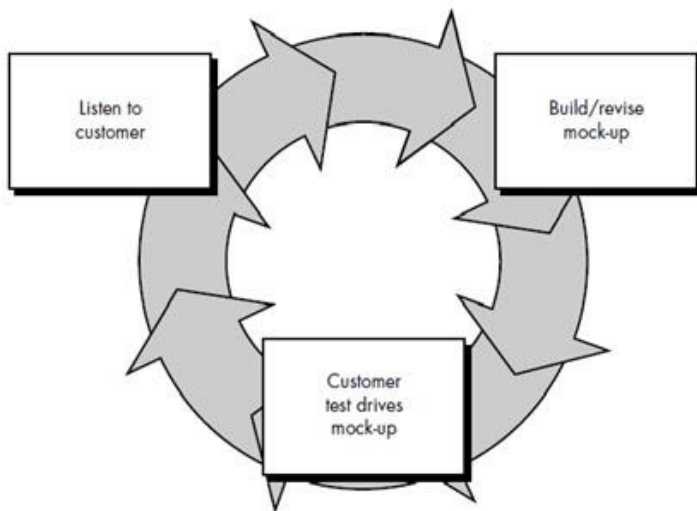 Listen to
customer
Build/revise
mock-up
Customer
test drives
mock-up